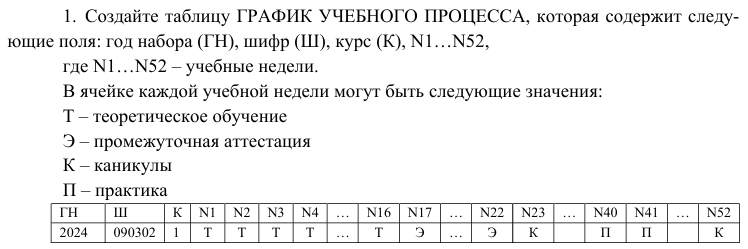 1. Создайте таблицу ГРАФИК УЧЕБНОГО ПРОЦЕССА, которая содержит следу-
ющие поля: год набора (ГН), шифр (Ш), курс (К), N1…N52,
где N1…N52 – учебные недели.
В ячейке каждой учебной недели могут быть следующие значения:
Т – теоретическое обучение
Э – промежуточная аттестация
К – каникулы
П – практика
ГН Ш К N1 N2 N3 N4 … N16 N17 … N22 N23 … N40 N41 … N52
2024 090302 1 Т Т Т Т … Т Э … Э К П П К